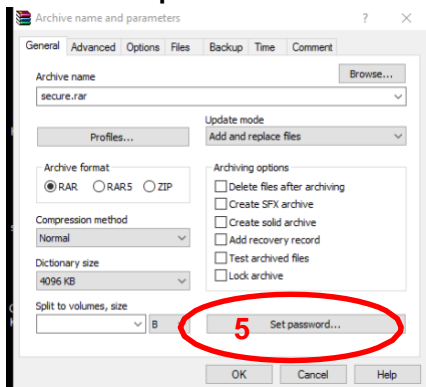 Archive name and parameters ? ×
General Advanced Options Files Backup Time Comment
Archive name Browse...
secure.rar
Update mode
Profiles... Add and replace files
Archive format Archiving options
RAR RAR5 ZIP Delete files after archiving
Create SFX archive
Compression method Create solid archive
Normal Add recovery record
Dictionary size Test archived files
4096 KB Lock archive
Split to volumes, size
B 5 Set password...
OK Cancel Help